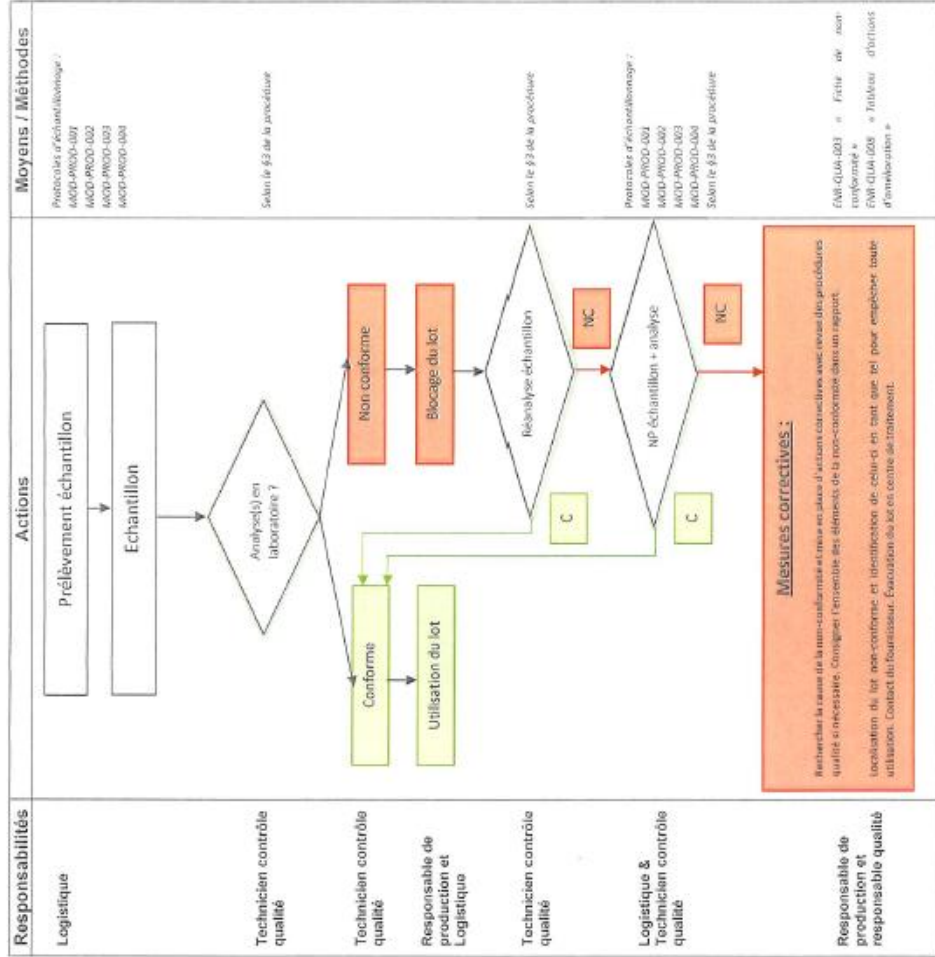 Responsabilités
Actions
Moyens / Méthodes
Logistique
Prélèvement échantillon
Protocoles d'échantillonnage :
MOD-PROD-001
MOD-PROD-002
MOD-PROD-003
MOD-PROD-004
Echantillon
Technicien contrôle
qualité
Analyse(s) en
laboratoire ?
Selon le §3 de la procédure
Technicien contrôle
qualité
Conforme
Non conforme
Responsable de
production et
Logistique
Utilisation du lot
Blocage du lot
Technicien contrôle
qualité
Réanalyse échantillon
Selon le §3 de la procédure
C
NC
Logistique &
Technicien contrôle
qualité
NP échantillon + analyse
Protocoles d'échantillonnage :
MOD-PROD-001
MOD-PROD-002
MOD-PROD-003
MOD-PROD-004
Selon le §3 de la procédure
C
NC
Responsable de
production et
responsable qualité
Mesures correctives :
Rechercher la cause de la non-conformité et mise en place d'actions correctives avec revue des procédures
qualité si nécessaire. Consigner l'ensemble des éléments de la non-conformité dans un rapport.
Localisation du lot non-conforme et identification de celui-ci en tant que tel pour empêcher toute
utilisation. Contact du fournisseur. Évacuation du lot en centre de traitement.
ENR-QUA-003 « Fiche de non-
conformité »
ENR-QUA-008 « Tableau d'actions
d'amélioration »